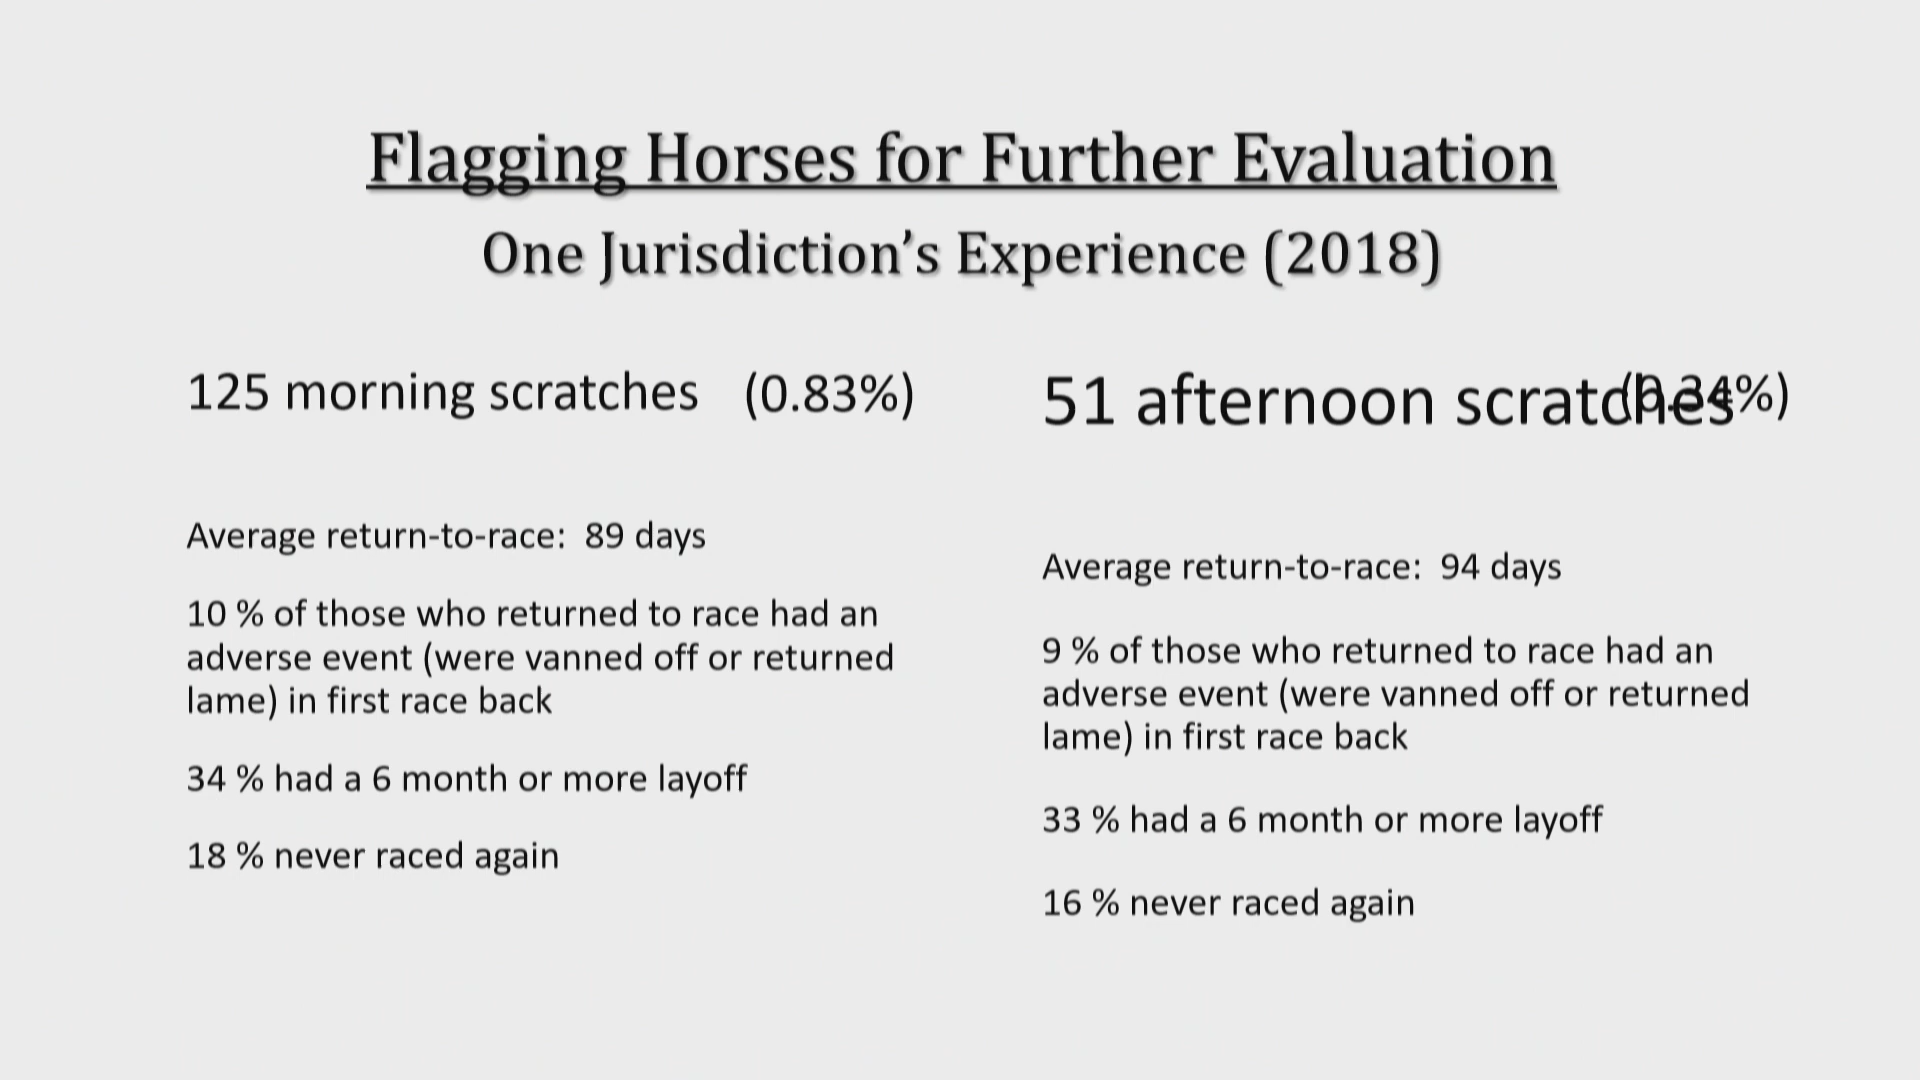 Flagging Horses for Further Evaluation
One Jurisdiction’s Experience (2018)
125 morning scratches (0.83%)
Average return-to-race:  89 days
10 % of those who returned to race had an
adverse event (were vanned off or returned
lame) in first race back
34 % had a 6 month or more layoff
18 % never raced again
51 afternoon scratches (0.34%)
Average return-to-race:  94 days
9 % of those who returned to race had an
adverse event (were vanned off or returned
lame) in first race back
33 % had a 6 month or more layoff
16 % never raced again